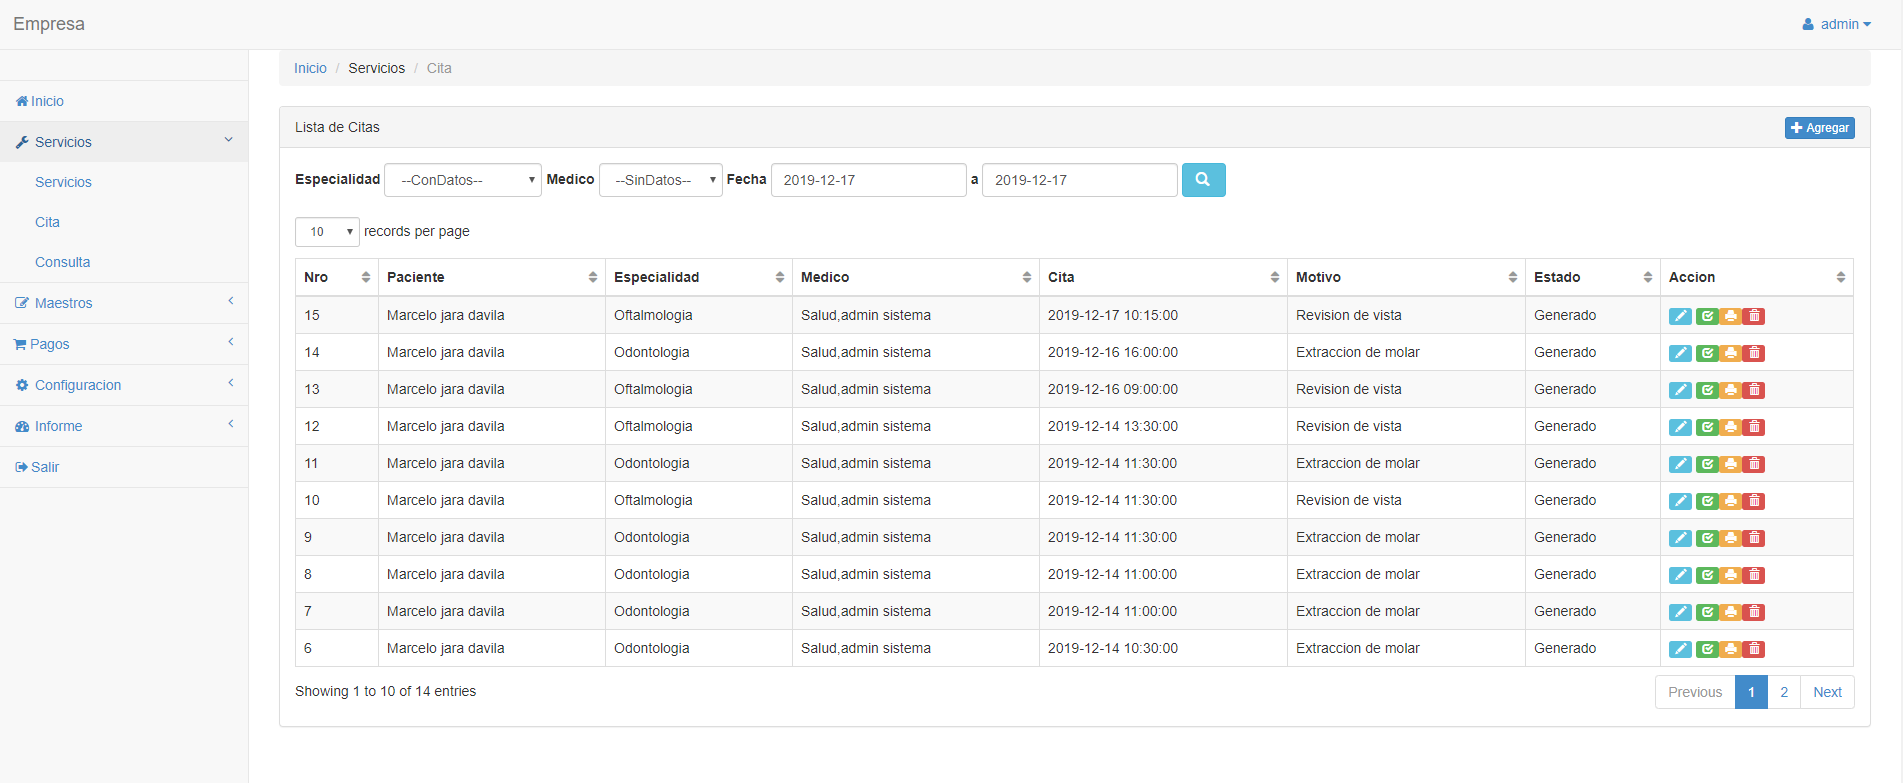 Empresa
admin
Inicio / Servicios / Cita
Inicio
Servicios
Servicios
Cita
Consulta
Maestros
Pagos
Configuracion
Informe
Salir
Lista de Citas
Agregar
Especialidad --ConDatos-- Medico --SinDatos-- Fecha 2019-12-17 a 2019-12-17
10 records per page
Nro Paciente Especialidad Medico Cita Motivo Estado Accion
15 Marcelo jara davila Oftalmologia Salud,admin sistema 2019-12-17 10:15:00 Revision de vista Generado
14 Marcelo jara davila Odontologia Salud,admin sistema 2019-12-16 16:00:00 Extraccion de molar Generado
13 Marcelo jara davila Oftalmologia Salud,admin sistema 2019-12-16 09:00:00 Revision de vista Generado
12 Marcelo jara davila Oftalmologia Salud,admin sistema 2019-12-14 13:30:00 Revision de vista Generado
11 Marcelo jara davila Odontologia Salud,admin sistema 2019-12-14 11:30:00 Extraccion de molar Generado
10 Marcelo jara davila Oftalmologia Salud,admin sistema 2019-12-14 11:30:00 Revision de vista Generado
9 Marcelo jara davila Odontologia Salud,admin sistema 2019-12-14 11:30:00 Extraccion de molar Generado
8 Marcelo jara davila Odontologia Salud,admin sistema 2019-12-14 11:00:00 Extraccion de molar Generado
7 Marcelo jara davila Odontologia Salud,admin sistema 2019-12-14 11:00:00 Extraccion de molar Generado
6 Marcelo jara davila Odontologia Salud,admin sistema 2019-12-14 10:30:00 Extraccion de molar Generado
Showing 1 to 10 of 14 entries
Previous 1 2 Next